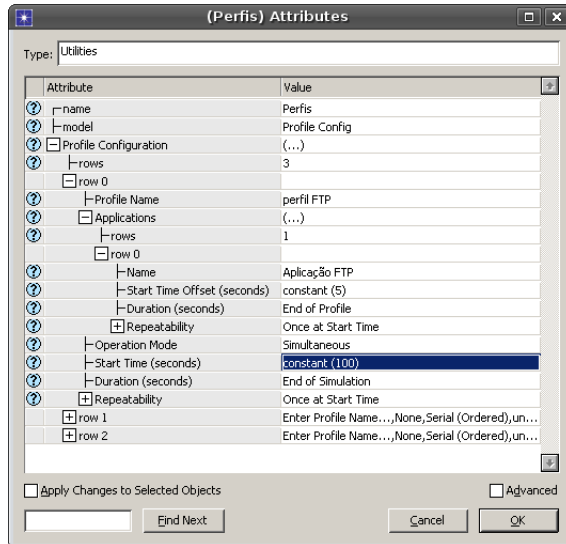 (Perfis) Attributes
Type: Utilities
Attribute Value
name Perfis
model Profile Config
Profile Configuration (...)
rows 3
row 0
Profile Name perfil FTP
Applications (...)
rows 1
row 0
Name Aplicação FTP
Start Time Offset (seconds) constant (5)
Duration (seconds) End of Profile
Repeatability Once at Start Time
Operation Mode Simultaneous
Start Time (seconds) constant (100)
Duration (seconds) End of Simulation
Repeatability Once at Start Time
row 1 Enter Profile Name...,None,Serial (Ordered),un...
row 2 Enter Profile Name...,None,Serial (Ordered),un...
Apply Changes to Selected Objects Advanced
Find Next Cancel OK